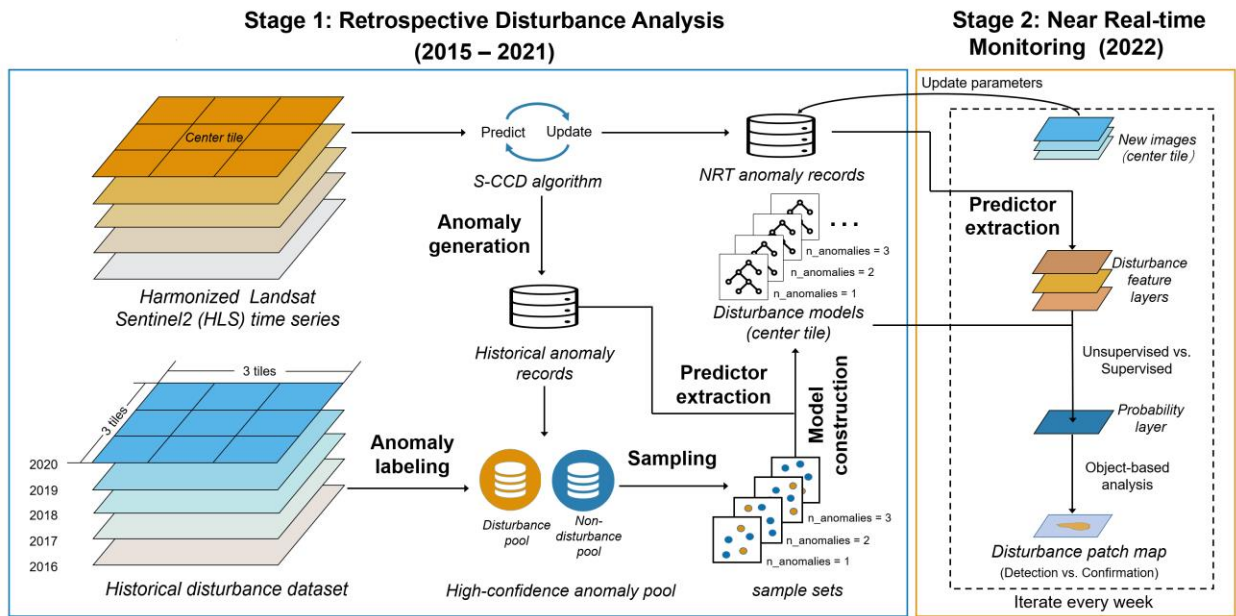 Stage 1: Retrospective Disturbance Analysis
(2015 – 2021)
Stage 2: Near Real-time
Monitoring (2022)
Center tile
Harmonized Landsat
Sentinel2 (HLS) time series
Predict
Update
S-CCD algorithm
Anomaly
generation
NRT anomaly records
n_anomalies = 3
n_anomalies = 2
n_anomalies = 1
Disturbance models
(center tile)
Historical anomaly
records
Predictor
extraction
Model
construction
3 tiles
3 tiles
2020
2019
2018
2017
2016
Historical disturbance dataset
Anomaly
labeling
Disturbance
pool
Non-
disturbance
pool
High-confidence anomaly pool
Sampling
n_anomalies = 3
n_anomalies = 2
n_anomalies = 1
sample sets
Update parameters
New images
(center tile)
Predictor
extraction
Disturbance
feature
layers
Unsupervised vs.
Supervised
Probability
layer
Object-based
analysis
Disturbance patch map
(Detection vs. Confirmation)
Iterate every week